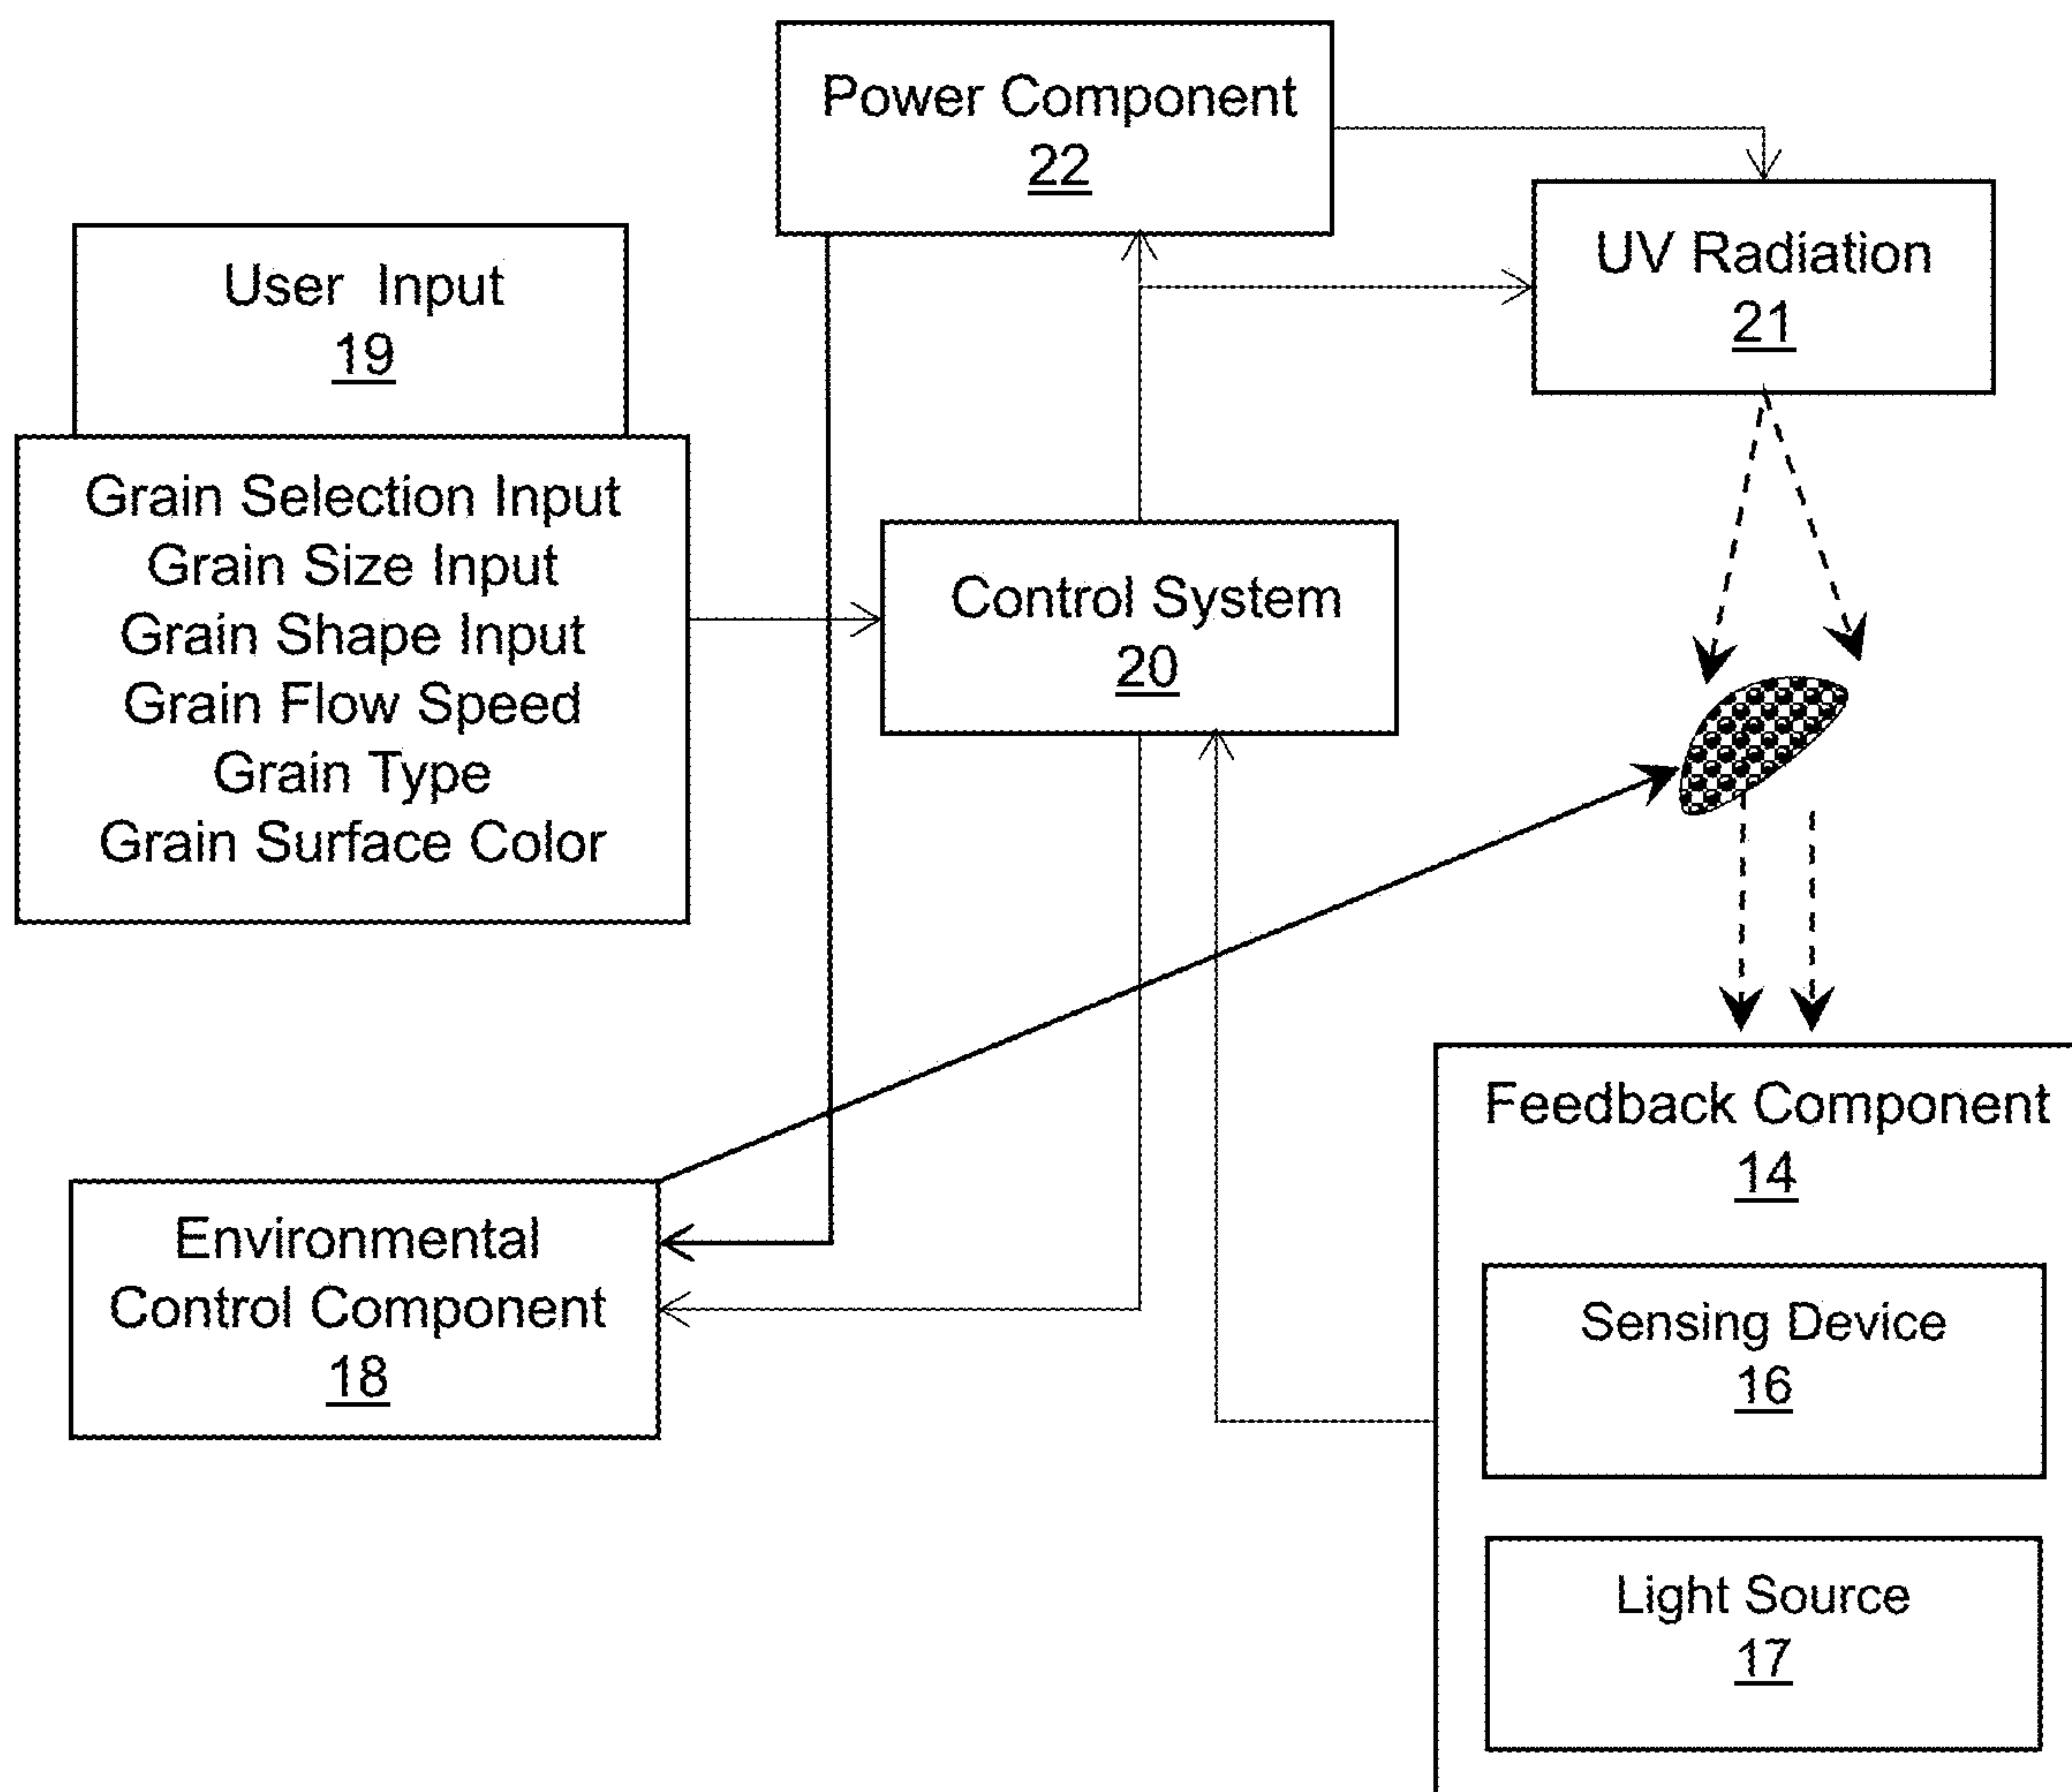 Power Component
22
UV Radiation
21
User Input
19
Grain Selection Input
Grain Size Input
Grain Shape Input
Grain Flow Speed
Grain Type
Grain Surface Color
Control System
20
Environmental
Control Component
18
Feedback Component
14
Sensing Device
16
Light Source
17